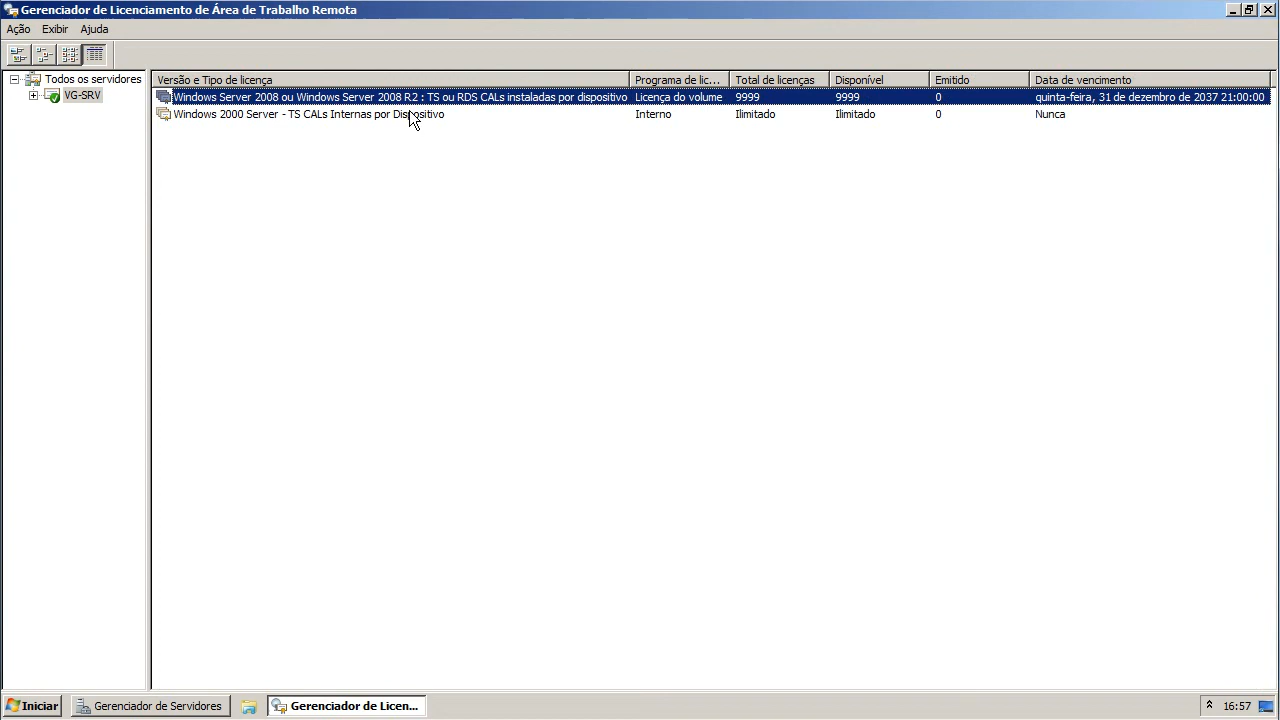 Gerenciador de Licenciamento de Área de Trabalho Remota
Ação Exibir Ajuda
Todos os servidores
VG-SRV
Versão e Tipo de licença Programa de lic... Total de licenças Disponível Emitido Data de vencimento
Windows Server 2008 ou Windows Server 2008 R2 : TS ou RDS CALs instaladas por dispositivo Licença do volume 9999 9999 0 quinta-feira, 31 de dezembro de 2037 21:00:00
Windows 2000 Server - TS CALs Internas por Dispositivo Interno Ilimitado Ilimitado 0 Nunca
Iniciar Gerenciador de Servidores Gerenciador de Licen... 16:57